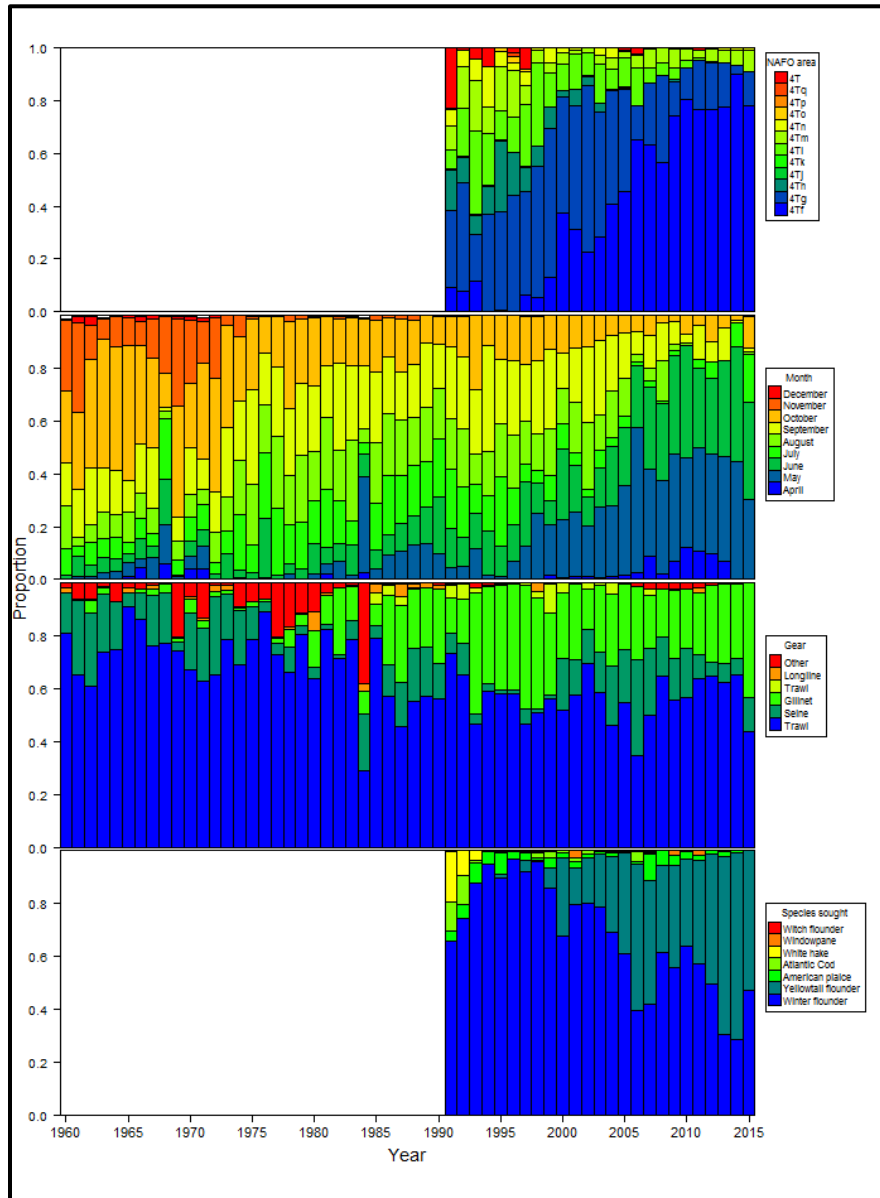 1.0
0.8
0.6
0.4
0.2
0.0
NAFO area
4T
4Tq
4Tp
4To
4Tn
4Tm
4Tl
4Tk
4Tj
4Th
4Tg
4Tf
0.8
0.6
0.4
0.2
0.0
Month
December
November
October
September
August
July
June
May
April
Proportion
0.8
0.6
0.4
0.2
0.0
Gear
Other
Longline
Trawl
Gillnet
Seine
Trawl
0.8
0.6
0.4
0.2
0.0
Species sought
Witch flounder
Windowpane
White hake
Atlantic Cod
American plaice
Yellowtail flounder
Winter flounder
1960 1965 1970 1975 1980 1985 1990 1995 2000 2005 2010 2015
Year